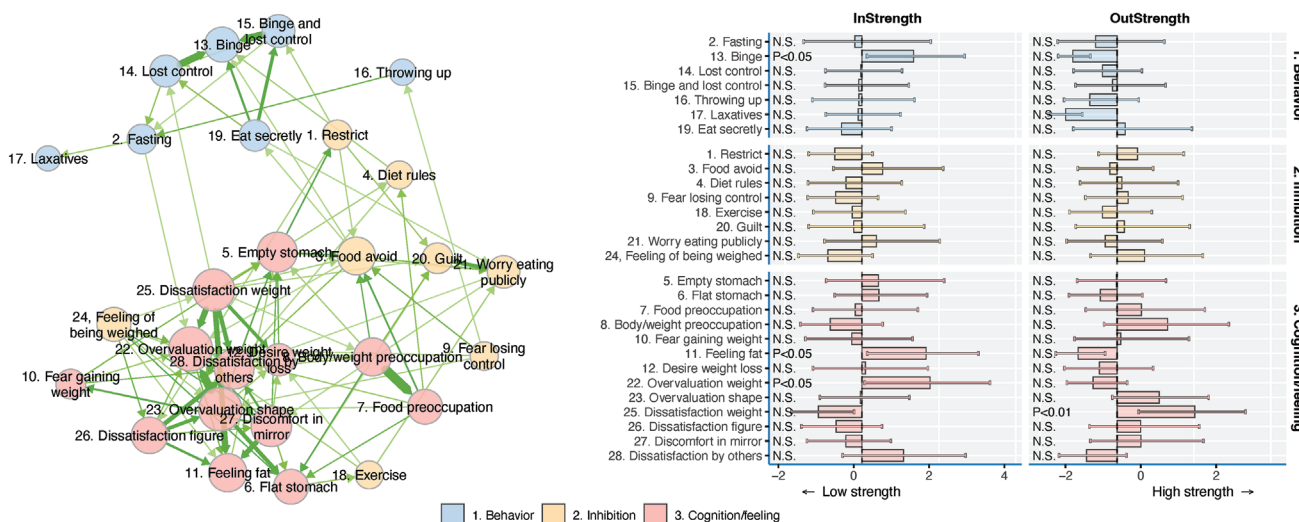 15. Binge and
lost control
13. Binge
14. Lost control
16. Throwing up
2. Fasting
19. Eat secretly
1. Restrict
17. Laxatives
4. Diet rules
5. Empty stomach
3. Food avoid
20. Guilt
21. Worry eating
publicly
25. Dissatisfaction weight
24, Feeling of
being weighed
22. Overvaluation weight
12. Desire weight
loss
8. Body/weight preoccupation
9. Fear losing
control
28. Dissatisfaction by
others
10. Fear gaining
weight
23. Overvaluation shape
7. Food preoccupation
27. Discomfort in
mirror
26. Dissatisfaction figure
11. Feeling fat
18. Exercise
6. Flat stomach
1. Behavior
2. Inhibition
3. Cognition/feeling
InStrength
OutStrength
2. Fasting N.S. N.S.
13. Binge P<0.05 N.S.
14. Lost control N.S. N.S.
15. Binge and lost control N.S. N.S.
16. Throwing up N.S. N.S.
17. Laxatives N.S. N.S.
19. Eat secretly N.S. N.S.
1. Behavior
1. Restrict N.S. N.S.
3. Food avoid N.S. N.S.
4. Diet rules N.S. N.S.
9. Fear losing control N.S. N.S.
18. Exercise N.S. N.S.
20. Guilt N.S. N.S.
21. Worry eating publicly N.S. N.S.
24, Feeling of being weighed N.S. N.S.
2. Inhibition
5. Empty stomach N.S. N.S.
6. Flat stomach N.S. N.S.
7. Food preoccupation N.S. N.S.
8. Body/weight preoccupation N.S. N.S.
10. Fear gaining weight N.S. N.S.
11. Feeling fat P<0.05 N.S.
12. Desire weight loss N.S. N.S.
22. Overvaluation weight P<0.05 N.S.
23. Overvaluation shape N.S. N.S.
25. Dissatisfaction weight N.S. P<0.01
26. Dissatisfaction figure N.S. N.S.
27. Discomfort in mirror N.S. N.S.
28. Dissatisfaction by others N.S. N.S.
3. Cognition/feeling
-2 0 2 4 -2 0 2
← Low strength
High strength →